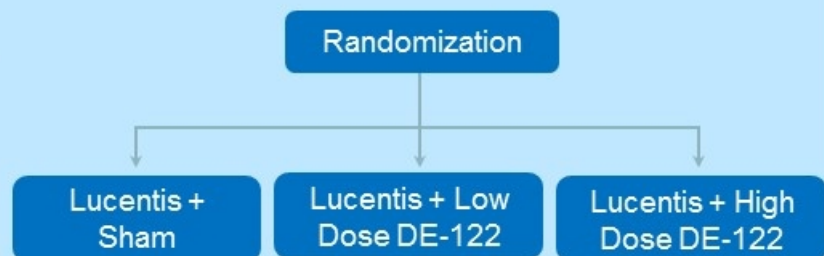 Randomization
Lucentis +
Sham
Lucentis + Low
Dose DE-122
Lucentis + High
Dose DE-122